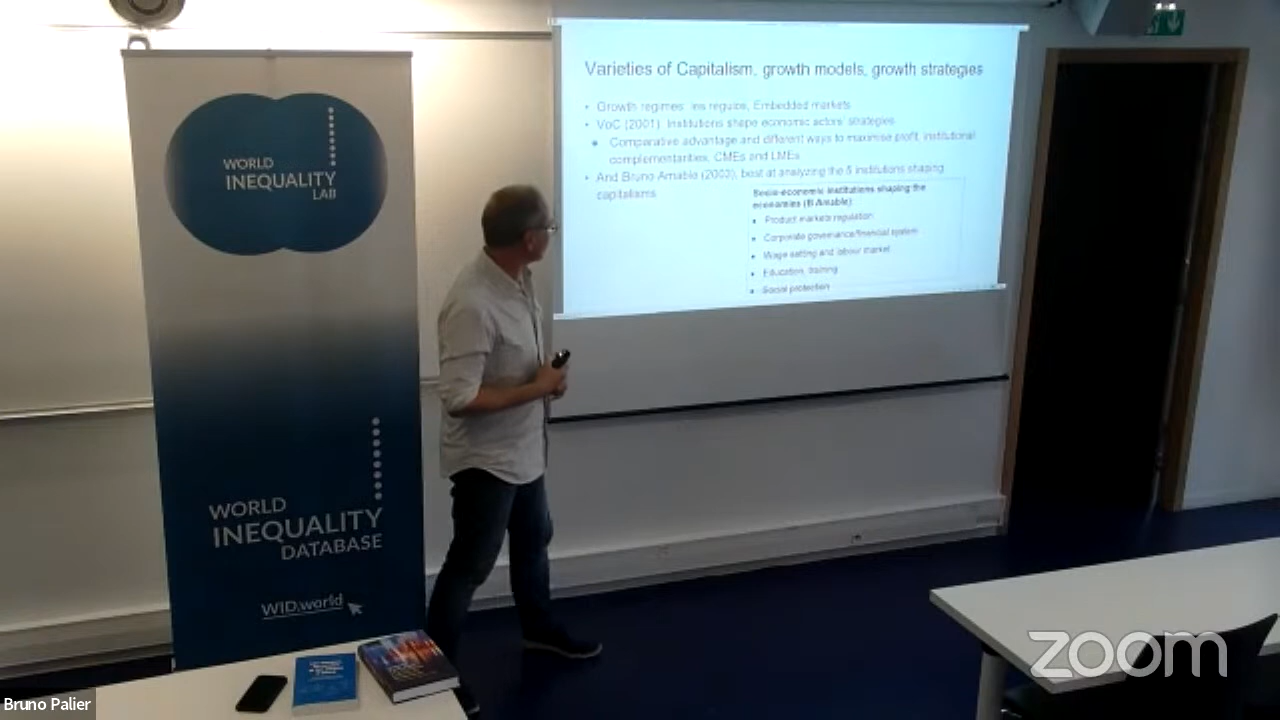 WORLD
INEQUALITY
LAB
WORLD
INEQUALITY
DATABASE
WID.world
Varieties of Capitalism, growth models, growth strategies
Growth regimes: les régulos, Embedded markets
VoC (2001): Institutions shape economic actors' strategies
Comparative advantage and different ways to maximise profit, institutional
complementarities, CMEs and LMEs
And Bruno Amable (2003), best at analyzing the 5 institutions shaping
capitalisms
Socio-economic institutions shaping the
economies (B Amable)
Product markets regulation
Corporate governance/financial system
Wage setting and labour market
Education, training
Social protection
Bruno Palier
zoom